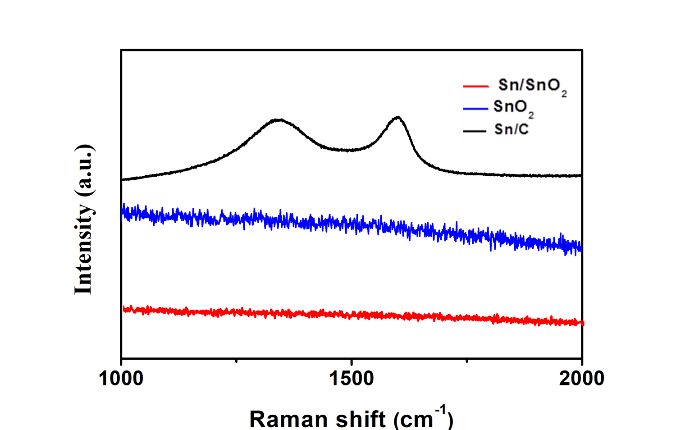 Sn/SnO₂
SnO₂
Sn/C
Intensity (a.u.)
1000 1500 2000
Raman shift (cm⁻¹)